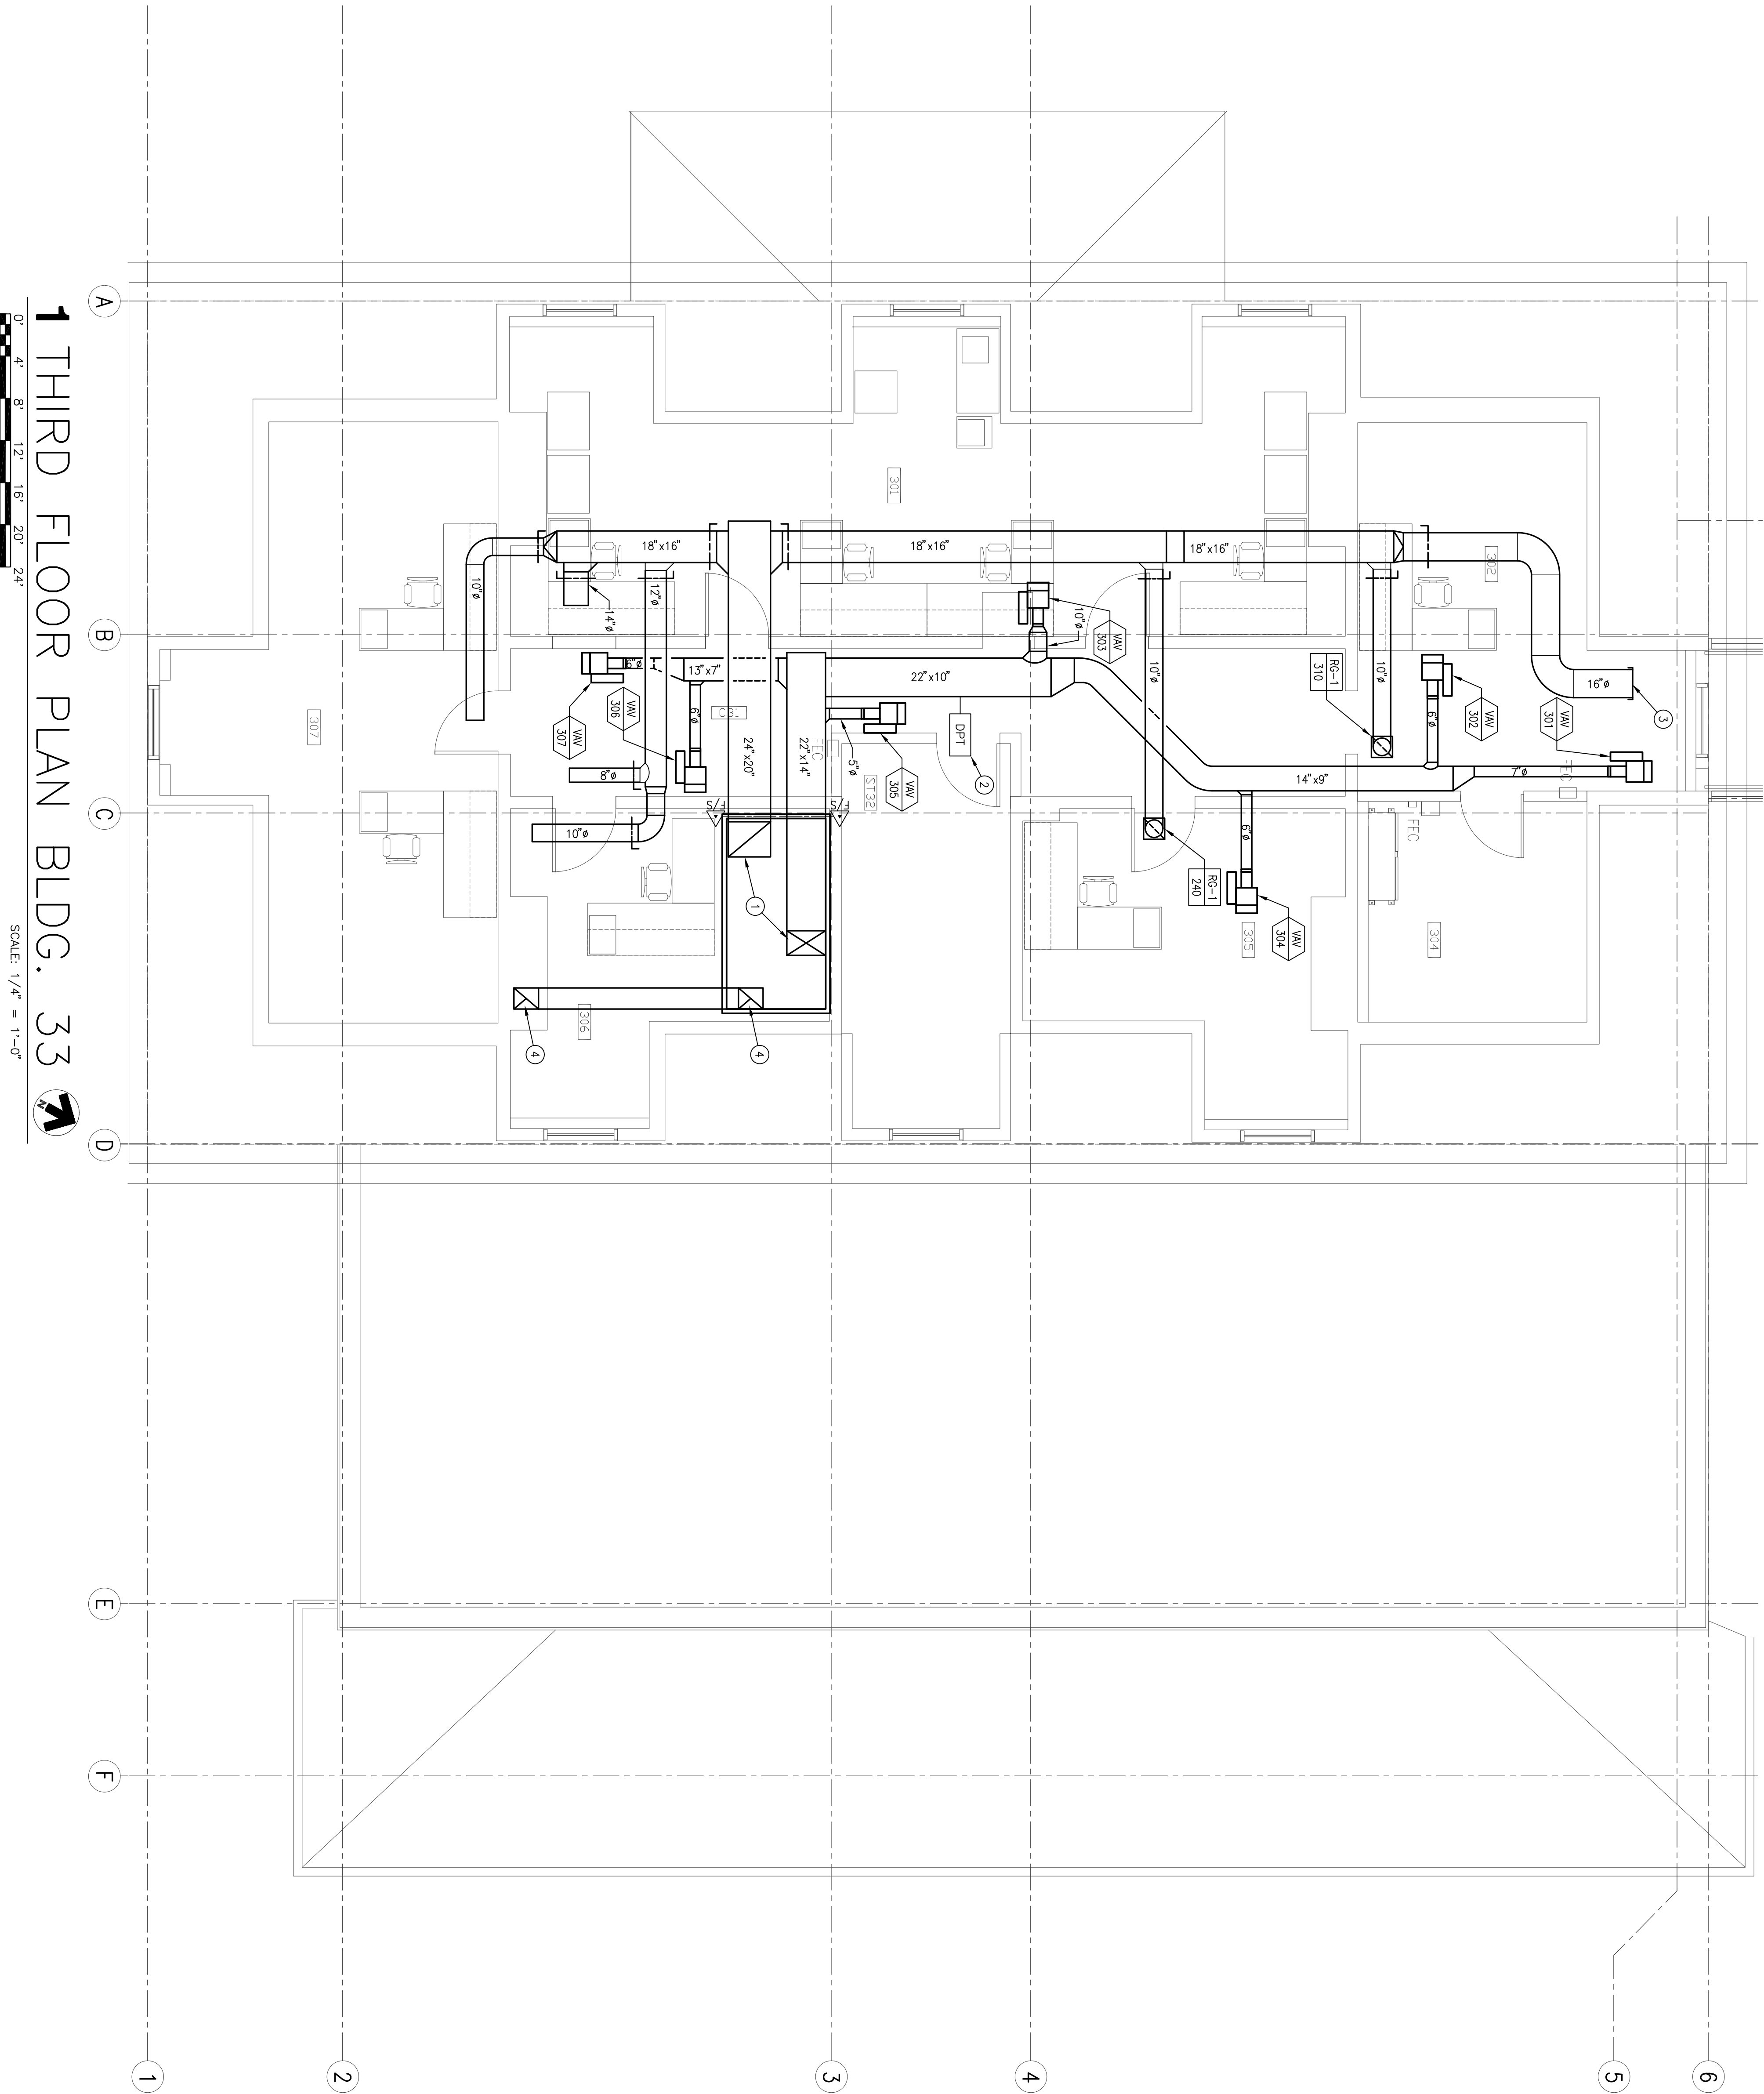 18"x16"
18"x16"
18"x16"
301
302
10"ø
14"ø
12"ø
10"ø
VAV
303
10"ø
RG-1
310
10"ø
VAV
302
VAV
301
16"ø
3
6"ø
13"x7"
22"x10"
6"ø
7"ø
FEC
307
VAV
307
VAV
306
6"ø
C31
24"x20"
22"x14"
FEC
5"ø
VAV
305
ST32
DPT
2
14"x9"
8"ø
10"ø
F/S
F/S
6"ø
FEC
RG-1
240
1
VAV
304
305
304
306
4
4
A
B
C
D
E
F
1
2
3
4
5
6
1 THIRD FLOOR PLAN BLDG. 33
N
0' 4' 8' 12' 16' 20' 24'
SCALE: 1/4" = 1'-0"